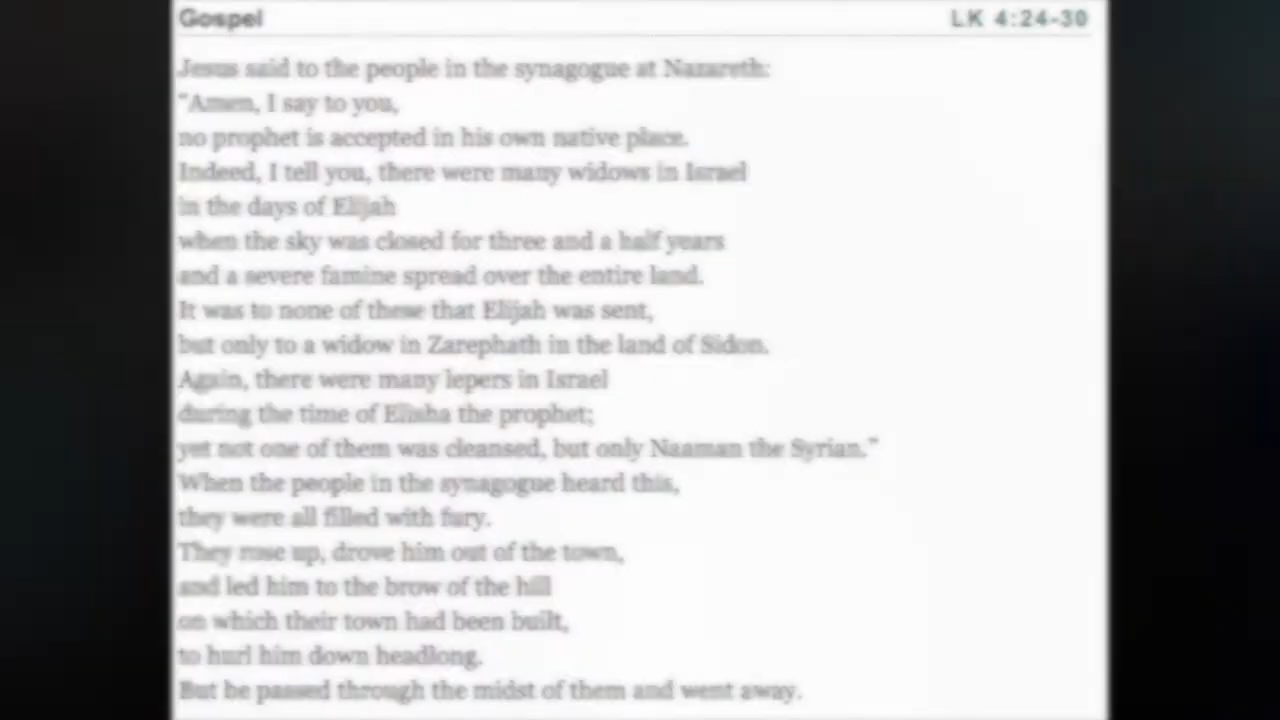 Gospel LK 4:24-30
Jesus said to the people in the synagogue at Nazareth:
"Amen, I say to you,
no prophet is accepted in his own native place.
Indeed, I tell you, there were many widows in Israel
in the days of Elijah
when the sky was closed for three and a half years
and a severe famine spread over the entire land.
It was to none of these that Elijah was sent,
but only to a widow in Zarephath in the land of Sidon.
Again, there were many lepers in Israel
during the time of Elisha the prophet;
yet not one of them was cleansed, but only Naaman the Syrian."
When the people in the synagogue heard this,
they were all filled with fury.
They rose up, drove him out of the town,
and led him to the brow of the hill
on which their town had been built,
to hurl him down headlong.
But he passed through the midst of them and went away.